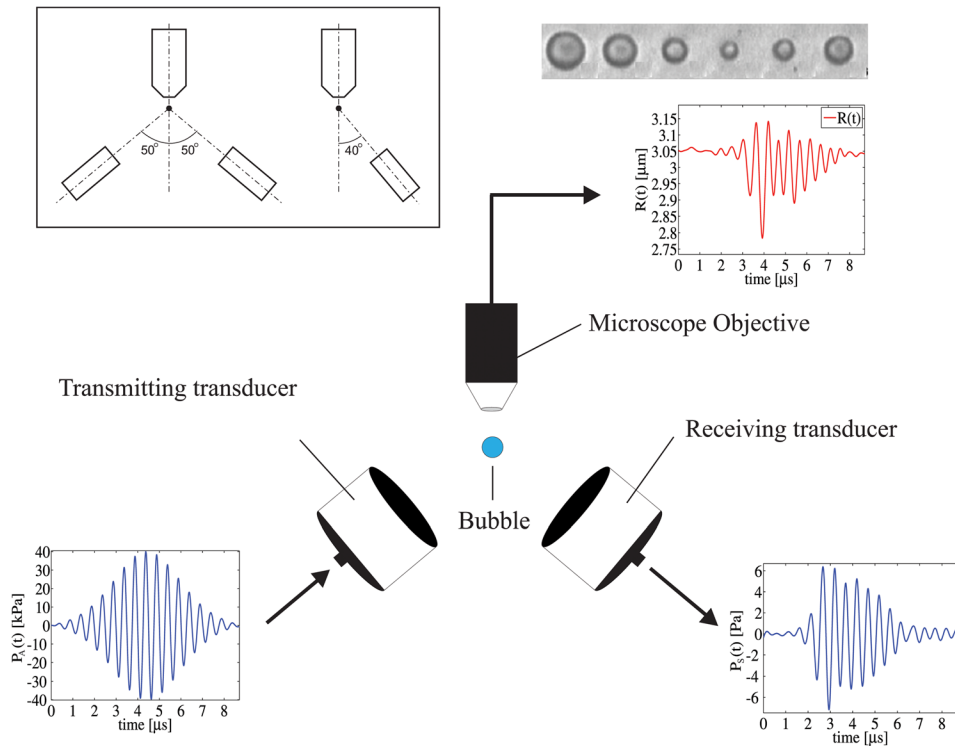 50° 50°
40°
R(t)
3.15
3.1
3.05
3
2.95
2.9
2.85
2.8
2.75
R(t) [μm]
0 1 2 3 4 5 6 7 8
time [μs]
Microscope Objective
Transmitting transducer
Receiving transducer
Bubble
40
30
20
10
0
-10
-20
-30
-40
P_A(t) [kPa]
0 1 2 3 4 5 6 7 8
time [μs]
6
4
2
0
-2
-4
6
P_S(t) [Pa]
0 1 2 3 4 5 6 7 8
time [μs]